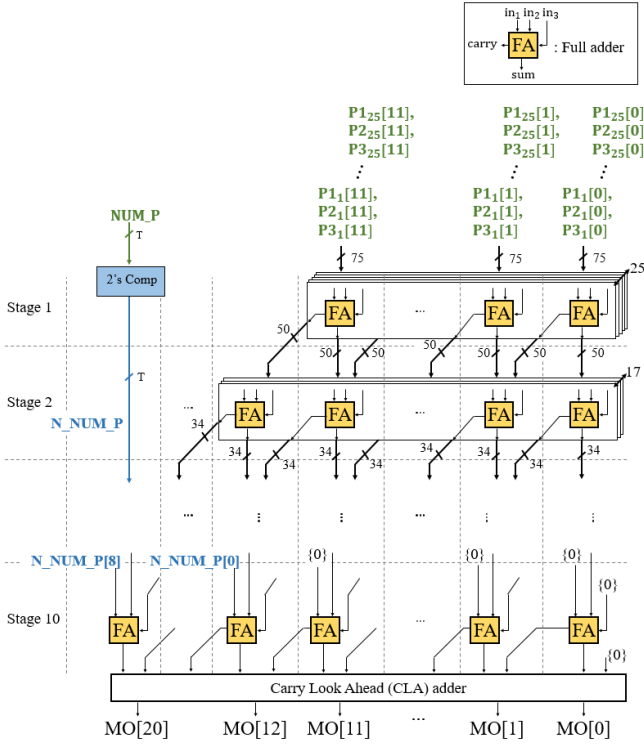 in₁ in₂ in₃
carry FA : Full adder
sum
P1₂₅[11], P1₂₅[1], P1₂₅[0]
P2₂₅[11], P2₂₅[1], P2₂₅[0]
P3₂₅[11], P3₂₅[1], P3₂₅[0]
⋮ ⋮ ⋮
P1₁[11], P1₁[1], P1₁[0]
NUM_P P2₁[11], P2₁[1], P2₁[0],
P3₁[11] P3₁[1] P3₁[0]
T
75 75 75
2's Comp 25
Stage 1 FA ... FA FA
50 50 50 50 50 50 50
T 17
Stage 2 ... FA FA ... FA FA
N_NUM_P 34
34 34 34 34 34 34 34
... ⋮ ... ⋮ ⋮
N_NUM_P[8] N_NUM_P[0] {0} {0} {0}
{0}
Stage 10 FA FA FA ... FA FA
{0}
Carry Look Ahead (CLA) adder
MO[20] MO[12] MO[11] ... MO[1] MO[0]